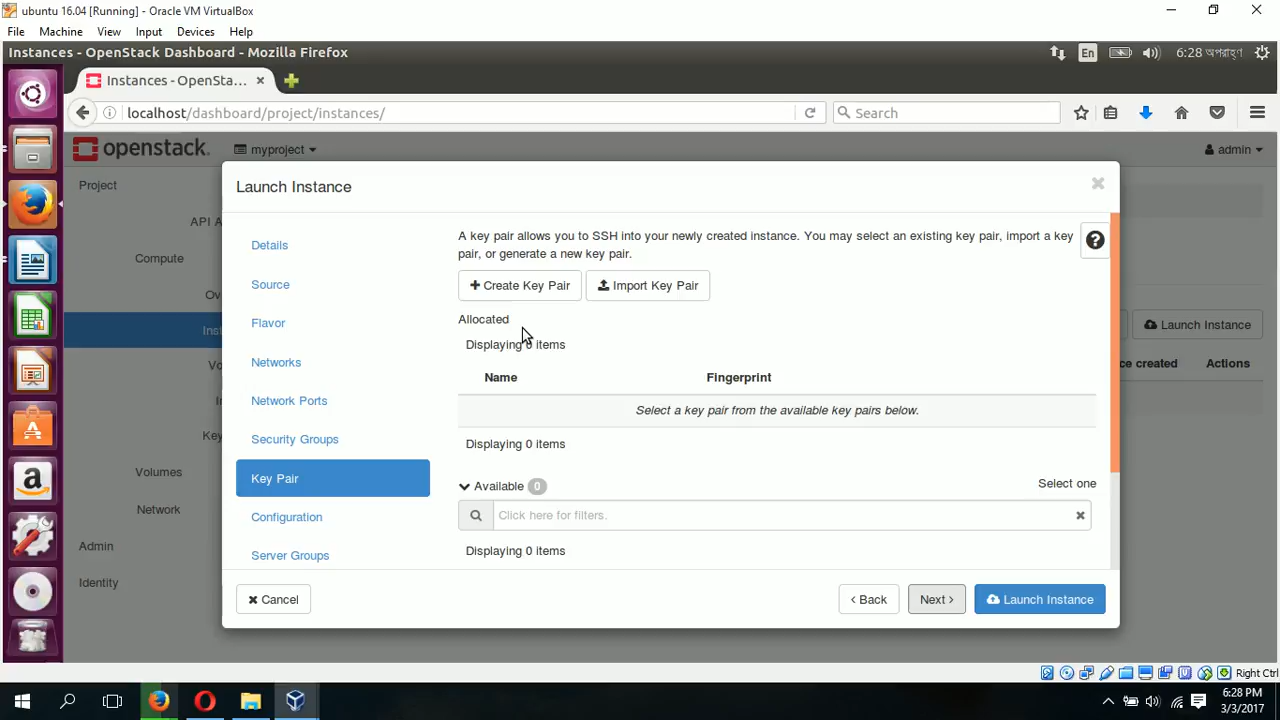 ubuntu 16.04 [Running] - Oracle VM VirtualBox
File Machine View Input Devices Help
Instances - OpenStack Dashboard - Mozilla Firefox
En
6:28 অপরাহ্ণ
Instances - OpenSta...
localhost/dashboard/project/instances/
Search
openstack.
myproject
admin
Project
API A
Compute
Ov
Inst
Vo
I
Key
Volumes
Network
Admin
Identity
Launch Instance
Details
Source
Flavor
Networks
Network Ports
Security Groups
Key Pair
Configuration
Server Groups
A key pair allows you to SSH into your newly created instance. You may select an existing key pair, import a key
pair, or generate a new key pair.
Create Key Pair
Import Key Pair
Allocated
Displaying 0 items
Name Fingerprint
Select a key pair from the available key pairs below.
Displaying 0 items
Available 0
Select one
Click here for filters.
Displaying 0 items
Cancel
Back
Next
Launch Instance
Launch Instance
ce created Actions
Right Ctrl
6:28 PM
3/3/2017